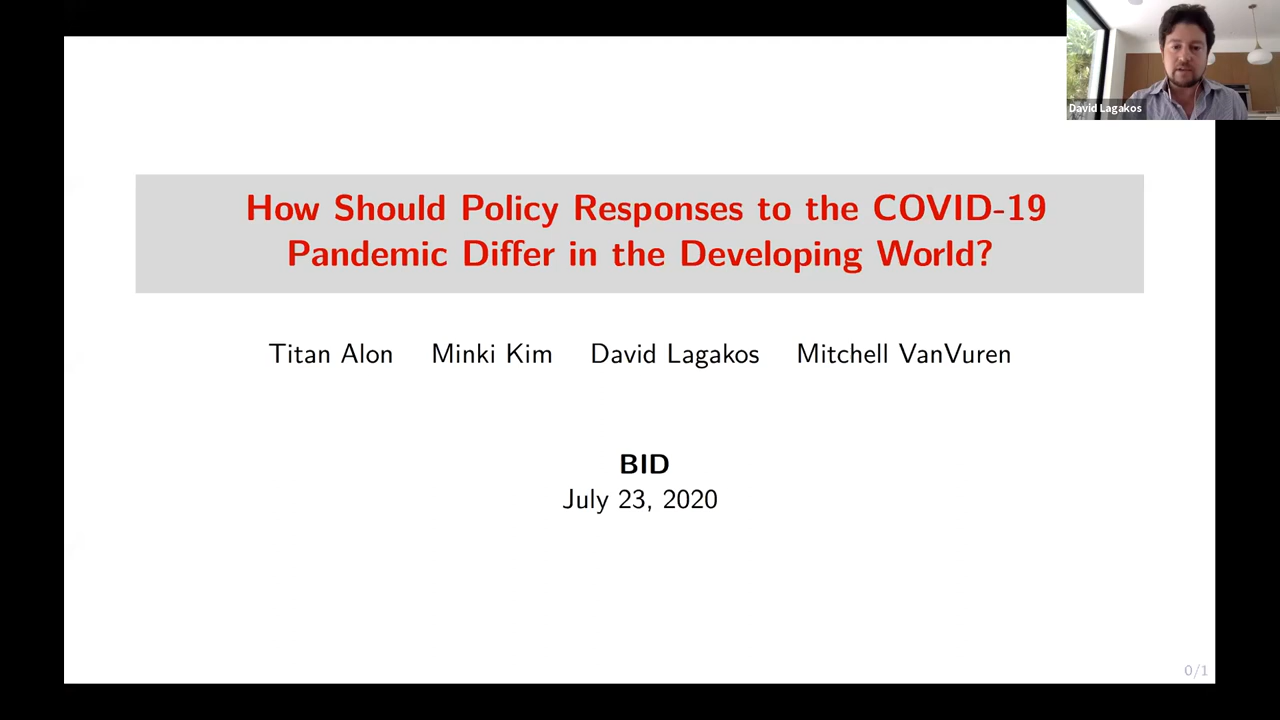 David Lagakos
How Should Policy Responses to the COVID-19
Pandemic Differ in the Developing World?
Titan Alon Minki Kim David Lagakos Mitchell VanVuren
BID
July 23, 2020
0/1